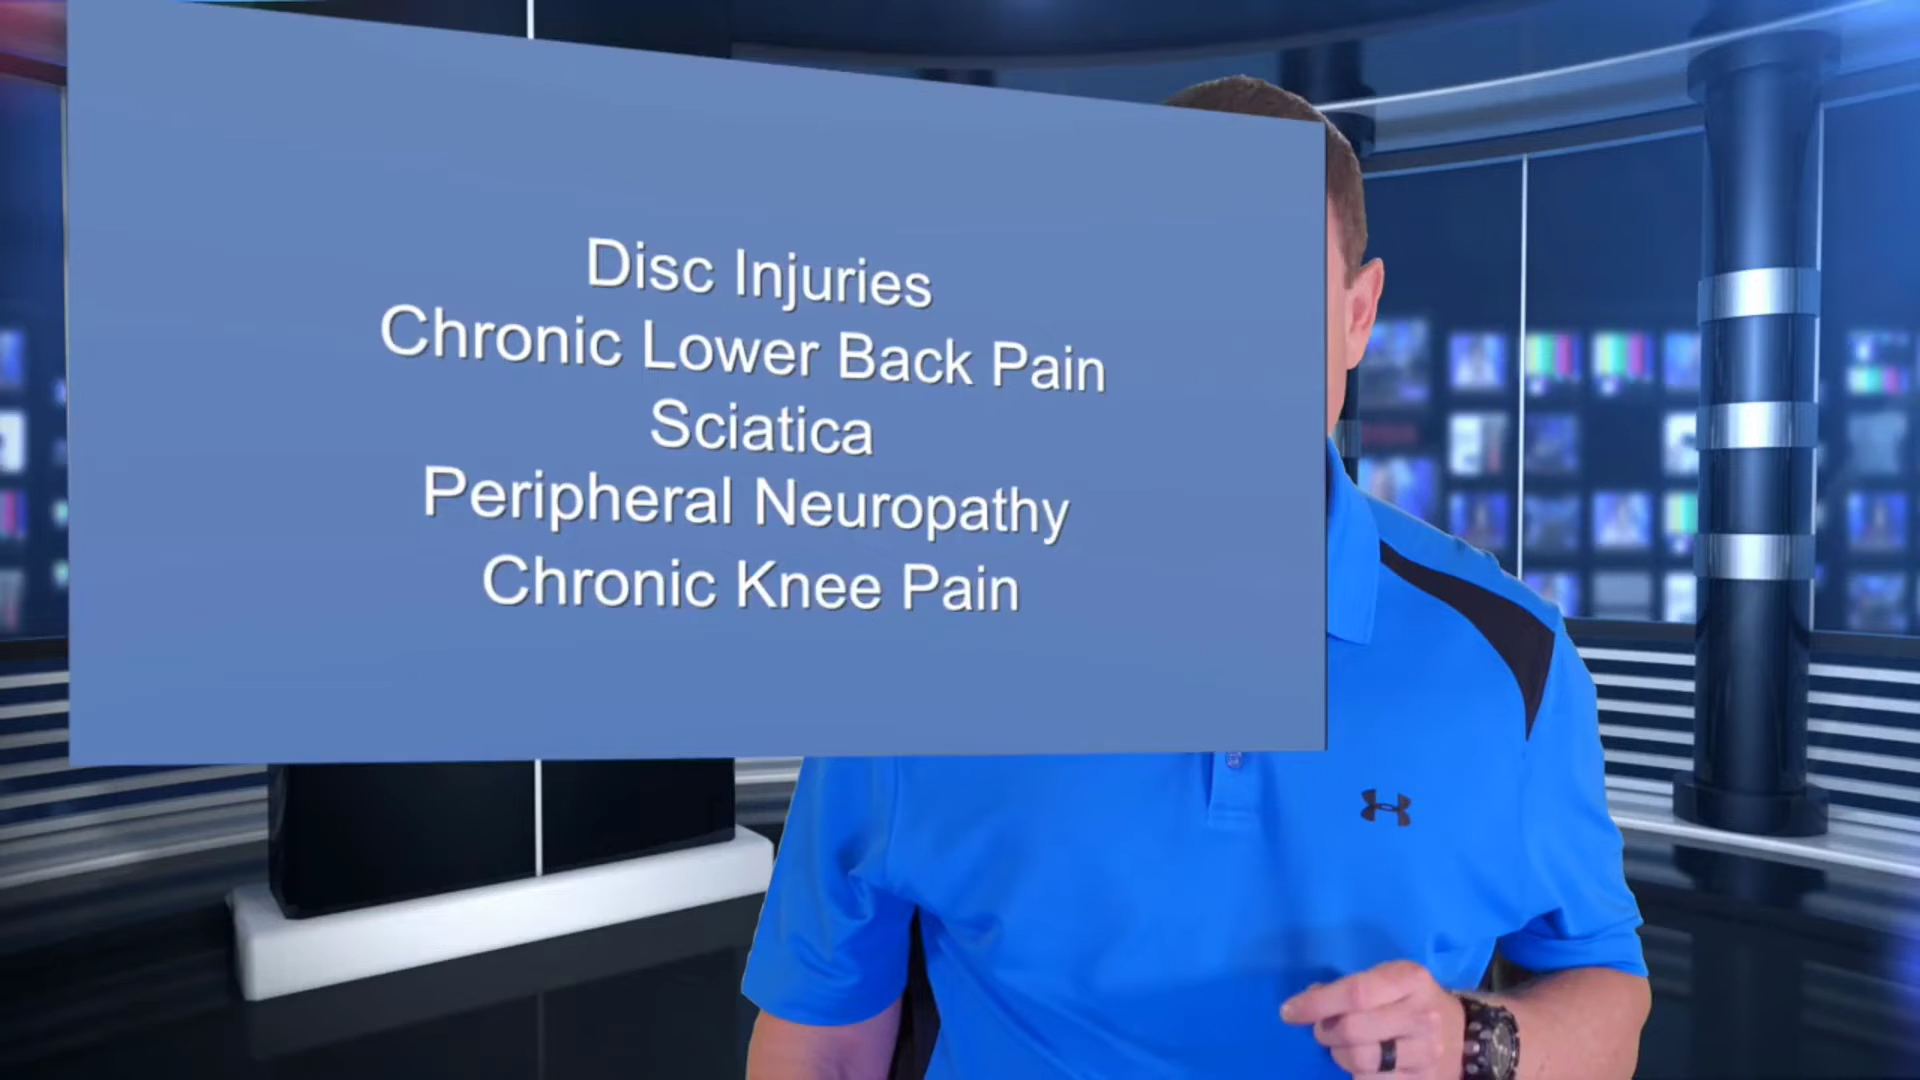 Disc Injuries
Chronic Lower Back Pain
Sciatica
Peripheral Neuropathy
Chronic Knee Pain